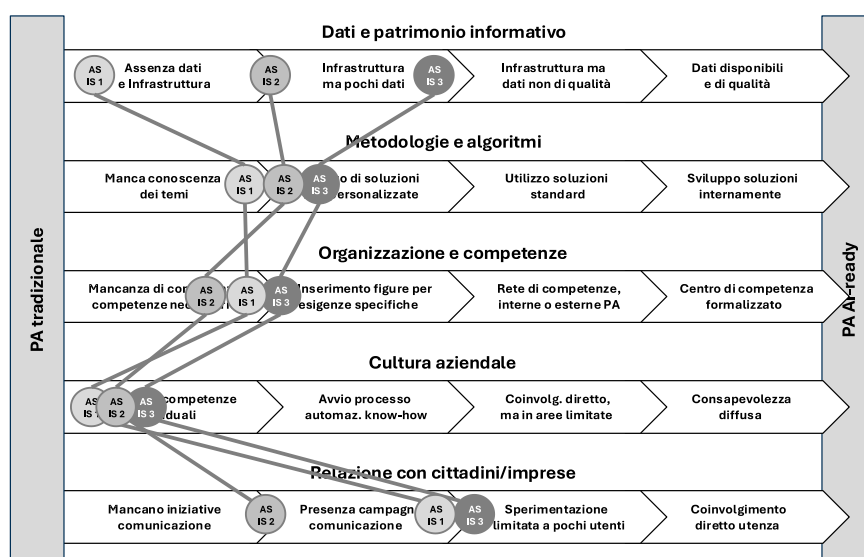 PA tradizionale
PA AI-ready
Dati e patrimonio informativo
AS
IS 1
Assenza dati
e Infrastruttura
AS
IS 2
Infrastruttura
ma pochi dati
AS
IS 3
Infrastruttura ma
dati non di qualità
Dati disponibili
e di qualità
Metodologie e algoritmi
Manca conoscenza
dei temi
AS
IS 1
AS
IS 2
AS
IS 3
o di soluzioni
ersonalizzate
Utilizzo soluzioni
standard
Sviluppo soluzioni
internamente
Organizzazione e competenze
Mancanza di
competenze
AS
IS 2
AS
IS 1
AS
IS 3
Inserimento figure per
esigenze specifiche
Rete di competenze,
interne o esterne PA
Centro di competenza
formalizzato
Cultura aziendale
AS
IS 1
AS
IS 2
AS
IS 3
competenze
duali
Avvio processo
automaz. know-how
Coinvolg. diretto,
ma in aree limitate
Consapevolezza
diffusa
Relazione con cittadini/imprese
Mancano iniziative
comunicazione
AS
IS 2
Presenza campagn
comunicazione
AS
IS 1
AS
IS 3
Sperimentazione
limitata a pochi utenti
Coinvolgimento
diretto utenza